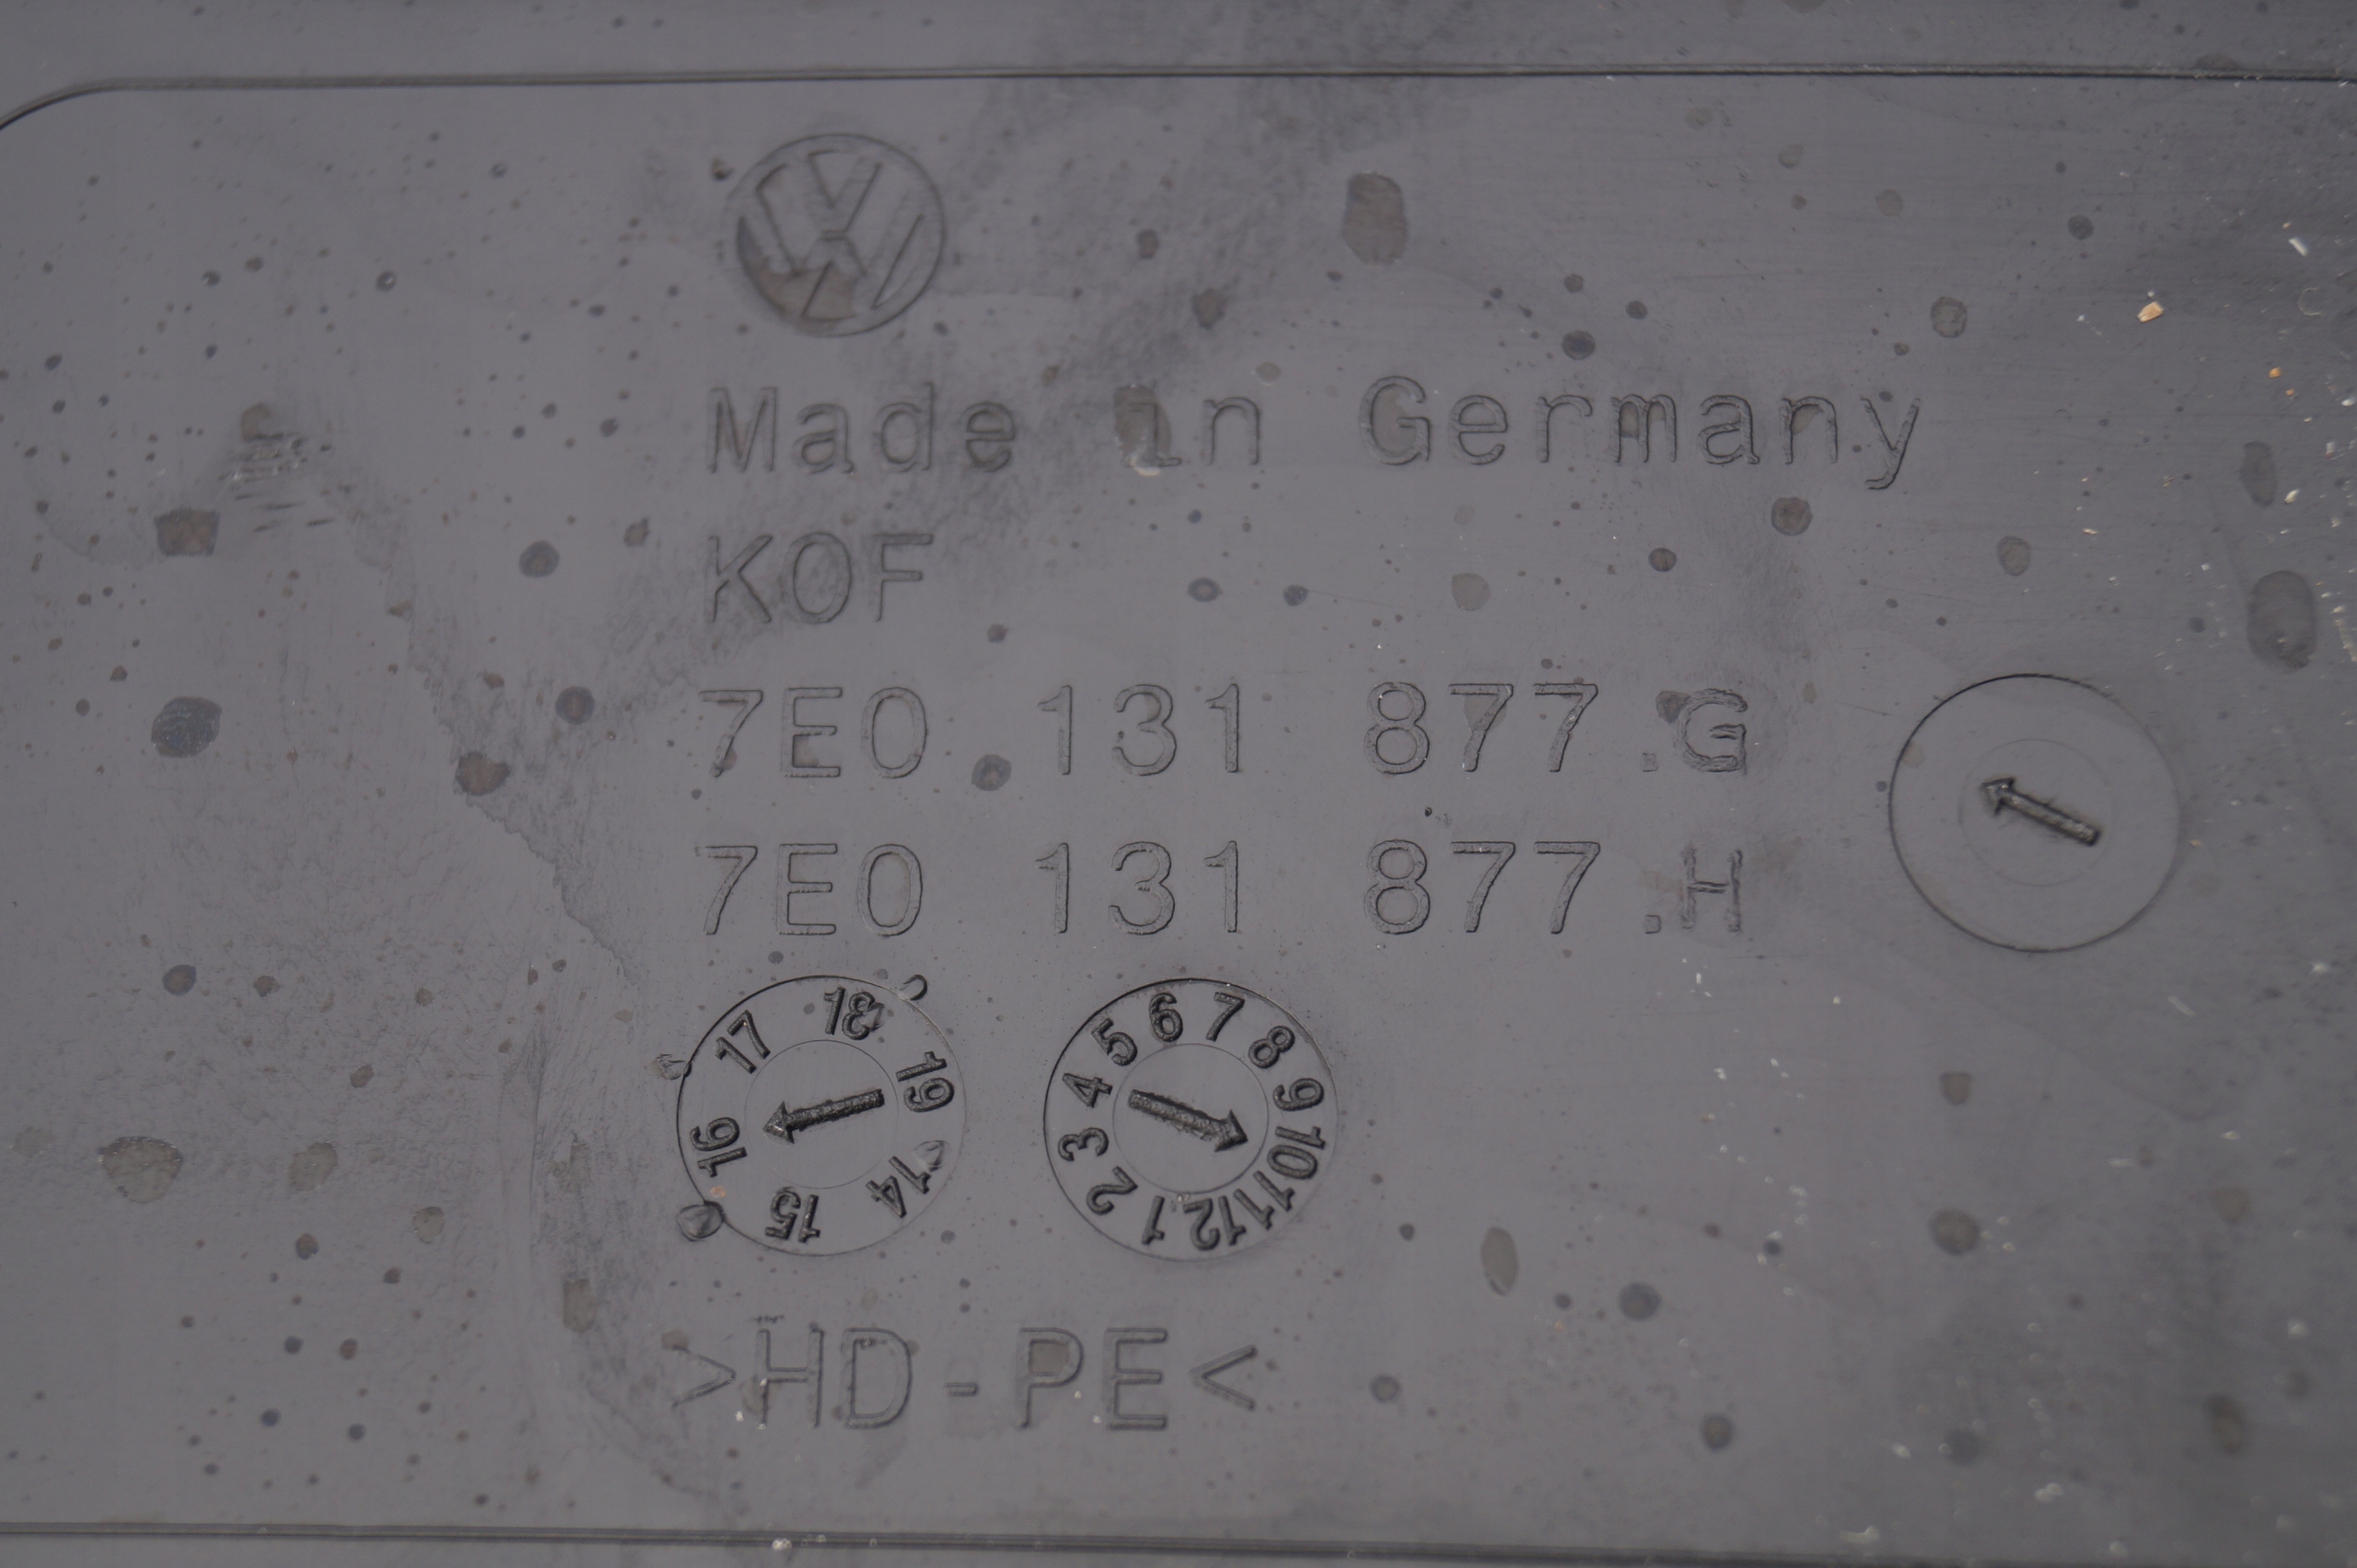 VW
Made in Germany
KOF
7E0 131 877 .G
7E0 131 877 .H
14 15 16 17 18 19
1 2 3 4 5 6 7 8 9 10 11 12
>HD-PE<